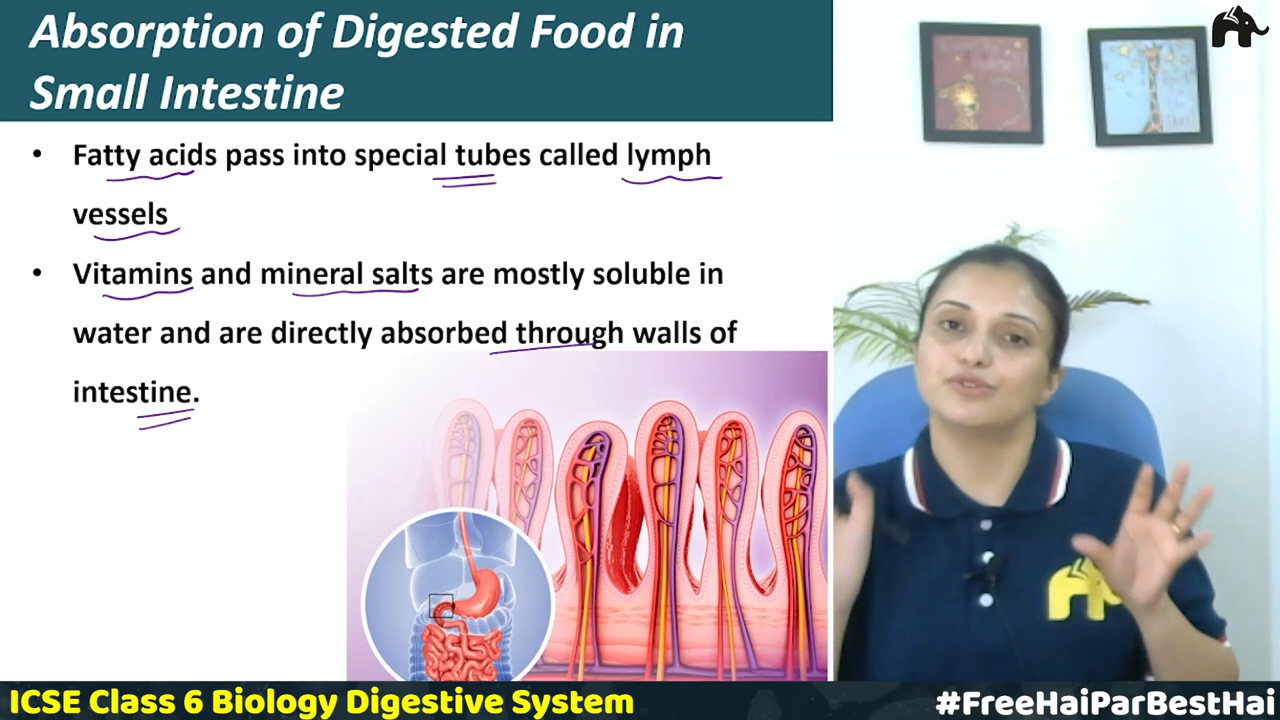 Absorption of Digested Food in
Small Intestine
• Fatty acids pass into special tubes called lymph
vessels
• Vitamins and mineral salts are mostly soluble in
water and are directly absorbed through walls of
intestine.
ICSE Class 6 Biology Digestive System
#FreeHaiParBestHai